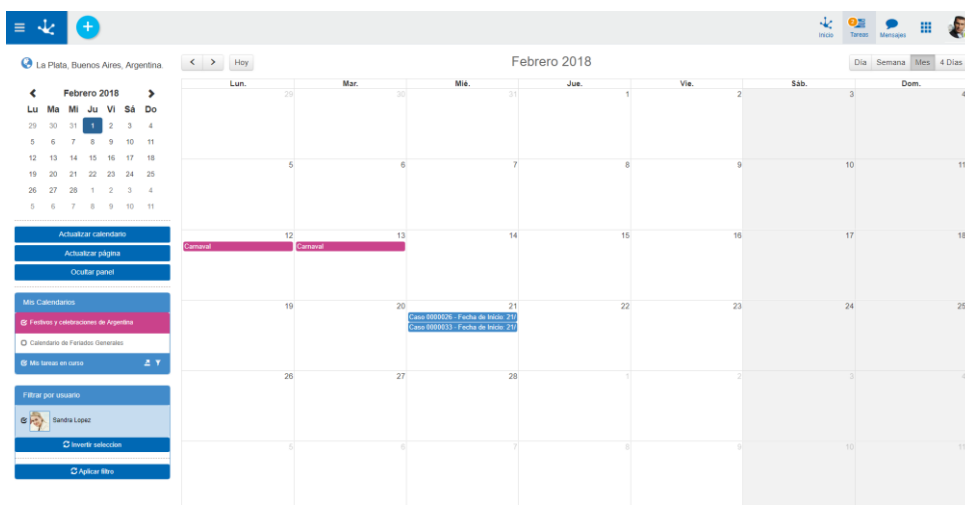 Inicio
2
Tareas
Mensajes
La Plata, Buenos Aires, Argentina.
Hoy
Febrero 2018
Día Semana Mes 4 Días
Febrero 2018
Lu Ma Mi Ju Vi Sá Do
29 30 31 1 2 3 4
5 6 7 8 9 10 11
12 13 14 15 16 17 18
19 20 21 22 23 24 25
26 27 28 1 2 3 4
5 6 7 8 9 10 11
Actualizar calendario
Actualizar página
Ocultar panel
Mis Calendarios
Festivos y celebraciones de Argentina
Calendario de Feriados Generales
Mis tareas en curso
Filtrar por usuario
Sandra Lopez
Invertir seleccion
Aplicar filtro
Lun. Mar. Mié. Jue. Vie. Sáb. Dom.
29 30 31 1 2 3 4
5 6 7 8 9 10 11
12 13 14 15 16 17 18
Carnaval Carnaval
19 20 21 22 23 24 25
Caso 0000026 - Fecha de Inicio: 21/
Caso 0000033 - Fecha de Inicio: 21/
26 27 28 1 2 3 4
5 6 7 8 9 10 11